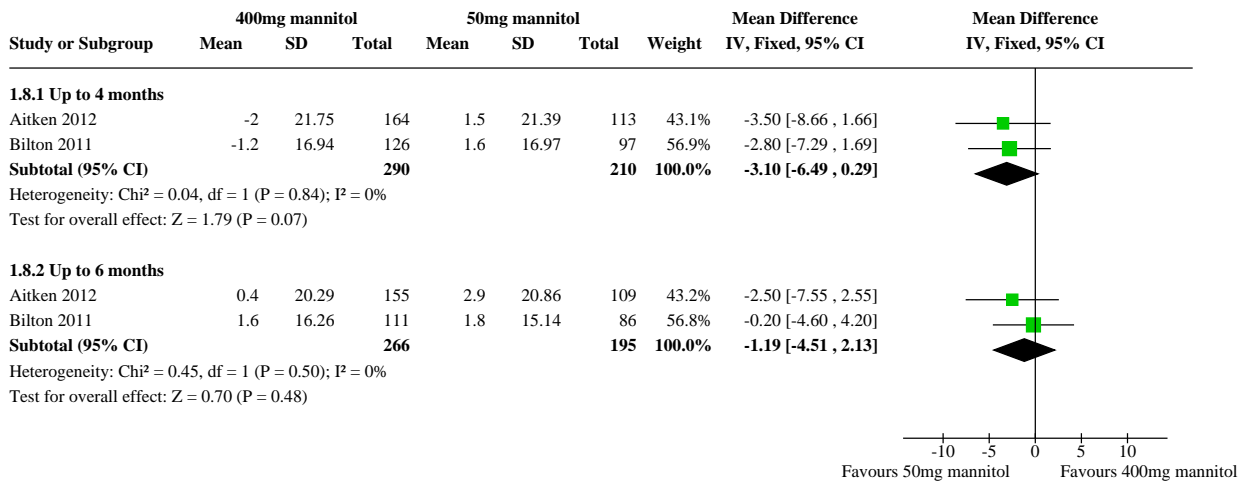 400mg mannitol 50mg mannitol Mean Difference Mean Difference
Study or Subgroup Mean SD Total Mean SD Total Weight IV, Fixed, 95% CI IV, Fixed, 95% CI
1.8.1 Up to 4 months
Aitken 2012 -2 21.75 164 1.5 21.39 113 43.1% -3.50 [-8.66 , 1.66]
Bilton 2011 -1.2 16.94 126 1.6 16.97 97 56.9% -2.80 [-7.29 , 1.69]
Subtotal (95% CI) 290 210 100.0% -3.10 [-6.49 , 0.29]
Heterogeneity: Chi² = 0.04, df = 1 (P = 0.84); I² = 0%
Test for overall effect: Z = 1.79 (P = 0.07)
1.8.2 Up to 6 months
Aitken 2012 0.4 20.29 155 2.9 20.86 109 43.2% -2.50 [-7.55 , 2.55]
Bilton 2011 1.6 16.26 111 1.8 15.14 86 56.8% -0.20 [-4.60 , 4.20]
Subtotal (95% CI) 266 195 100.0% -1.19 [-4.51 , 2.13]
Heterogeneity: Chi² = 0.45, df = 1 (P = 0.50); I² = 0%
Test for overall effect: Z = 0.70 (P = 0.48)
-10 -5 0 5 10
Favours 50mg mannitol Favours 400mg mannitol